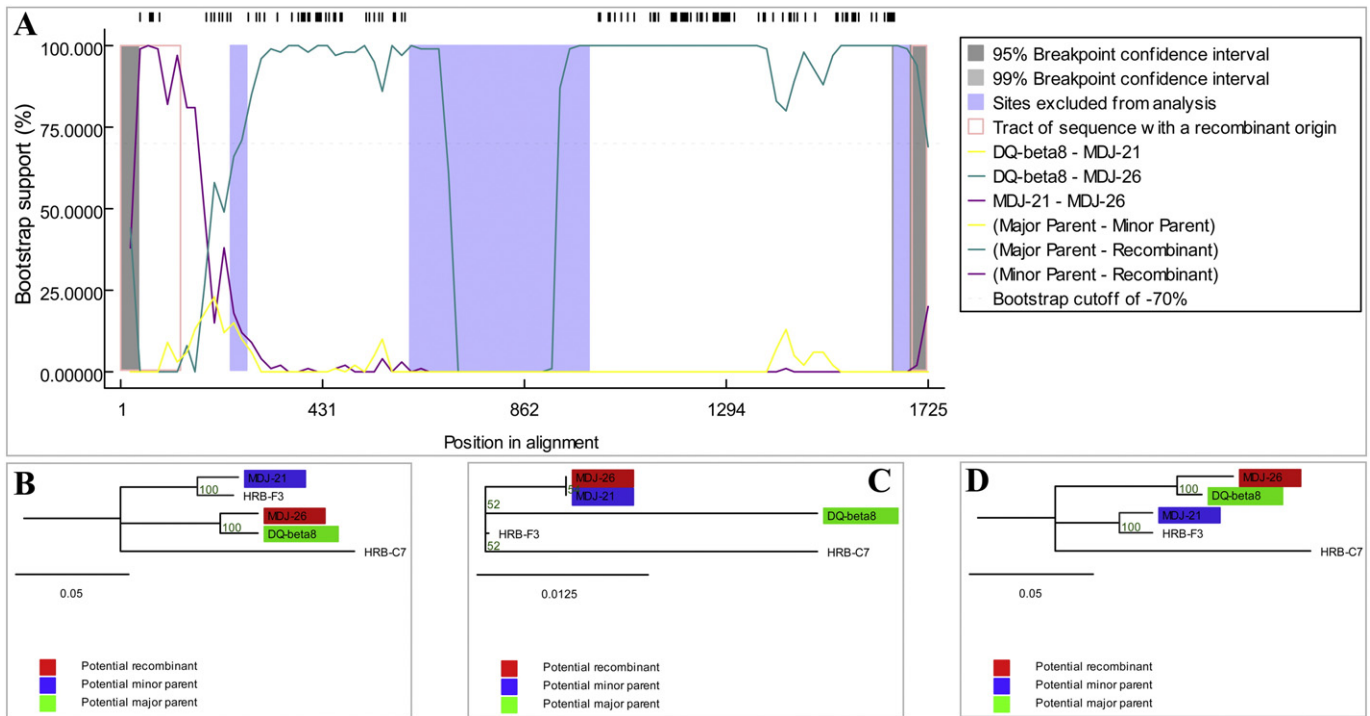 A
100.000
75.0000
50.0000
25.0000
0.00000
Bootstrap support (%)
1
431
862
1294
1725
Position in alignment
95% Breakpoint confidence interval
99% Breakpoint confidence interval
Sites excluded from analysis
Tract of sequence with a recombinant origin
DQ-beta8 - MDJ-21
DQ-beta8 - MDJ-26
MDJ-21 - MDJ-26
(Major Parent - Minor Parent)
(Major Parent - Recombinant)
(Minor Parent - Recombinant)
Bootstrap cutoff of -70%
B
MDJ-21
100
HRB-F3
MDJ-26
100
DQ-beta8
HRB-C7
0.05
Potential recombinant
Potential minor parent
Potential major parent
C
MDJ-26
MDJ-21
52
DQ-beta8
HRB-F3
52
HRB-C7
0.0125
Potential recombinant
Potential minor parent
Potential major parent
D
MDJ-26
100
DQ-beta8
MDJ-21
100
HRB-F3
HRB-C7
0.05
Potential recombinant
Potential minor parent
Potential major parent